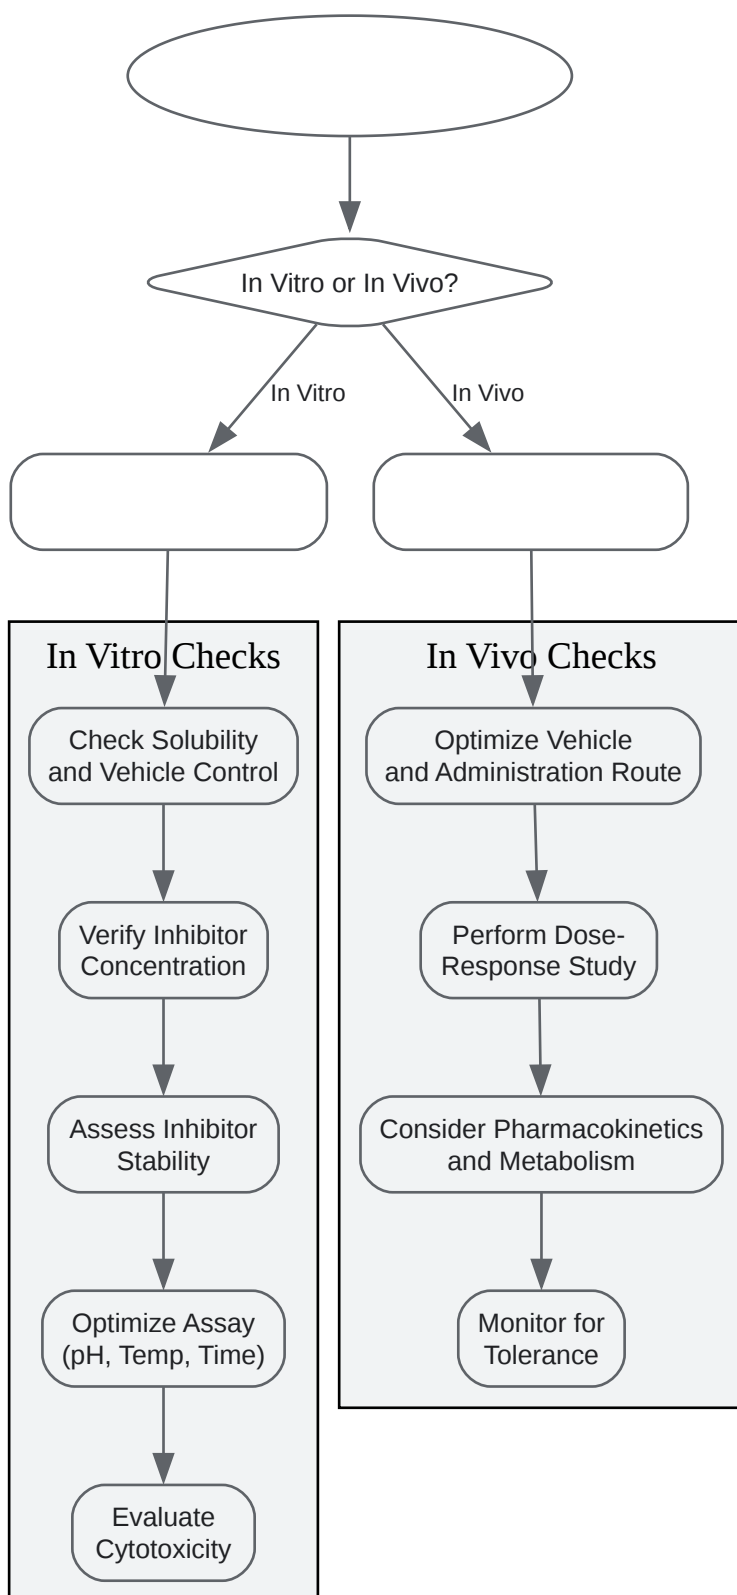 In Vitro or In Vivo?
In Vitro
In Vivo
In Vitro Checks
Check Solubility
and Vehicle Control
Verify Inhibitor
Concentration
Assess Inhibitor
Stability
Optimize Assay
(pH, Temp, Time)
Evaluate
Cytotoxicity
In Vivo Checks
Optimize Vehicle
and Administration Route
Perform Dose-
Response Study
Consider Pharmacokinetics
and Metabolism
Monitor for
Tolerance